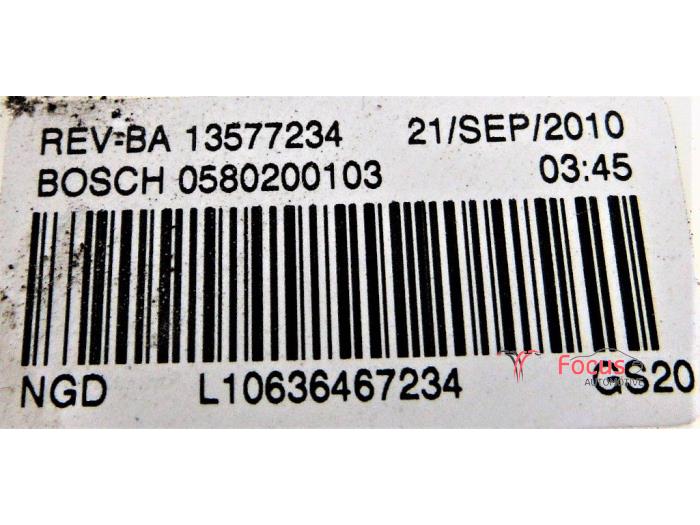 REV-BA 13577234 21/SEP/2010
BOSCH 0580200103 03:45
NGD L10636467234 GS20
Focus
AUTOMOTIVE